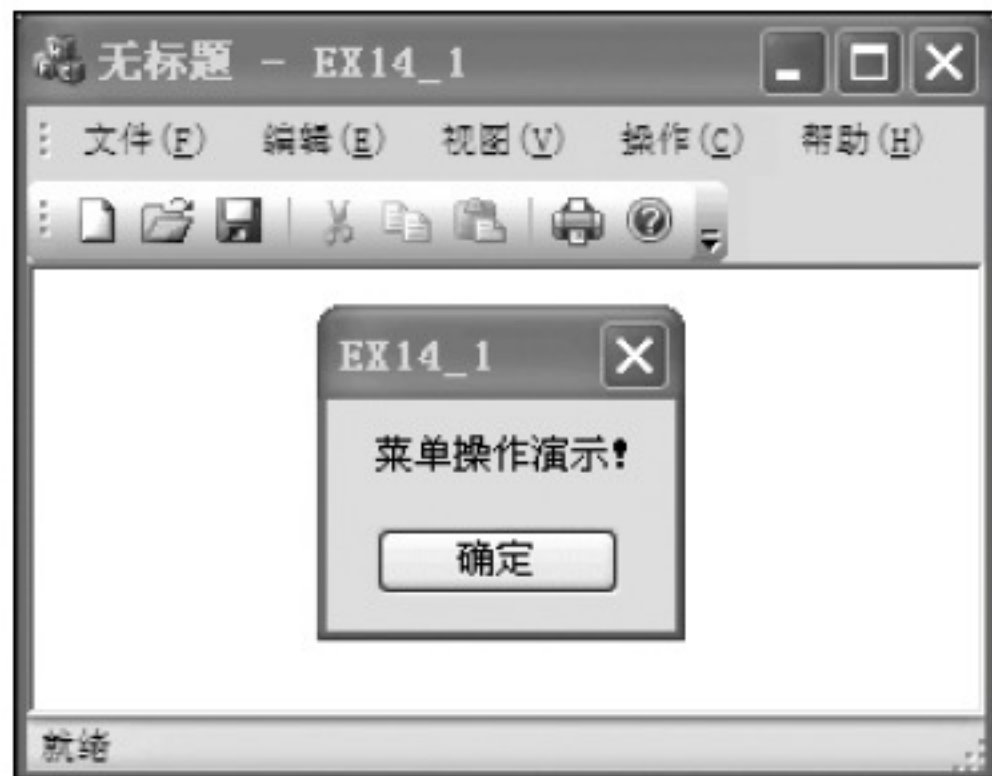 无标题 - EX14_1
文件(F) 编辑(E) 视图(V) 操作(C) 帮助(H)
EX14_1
菜单操作演示!
确定
就绪